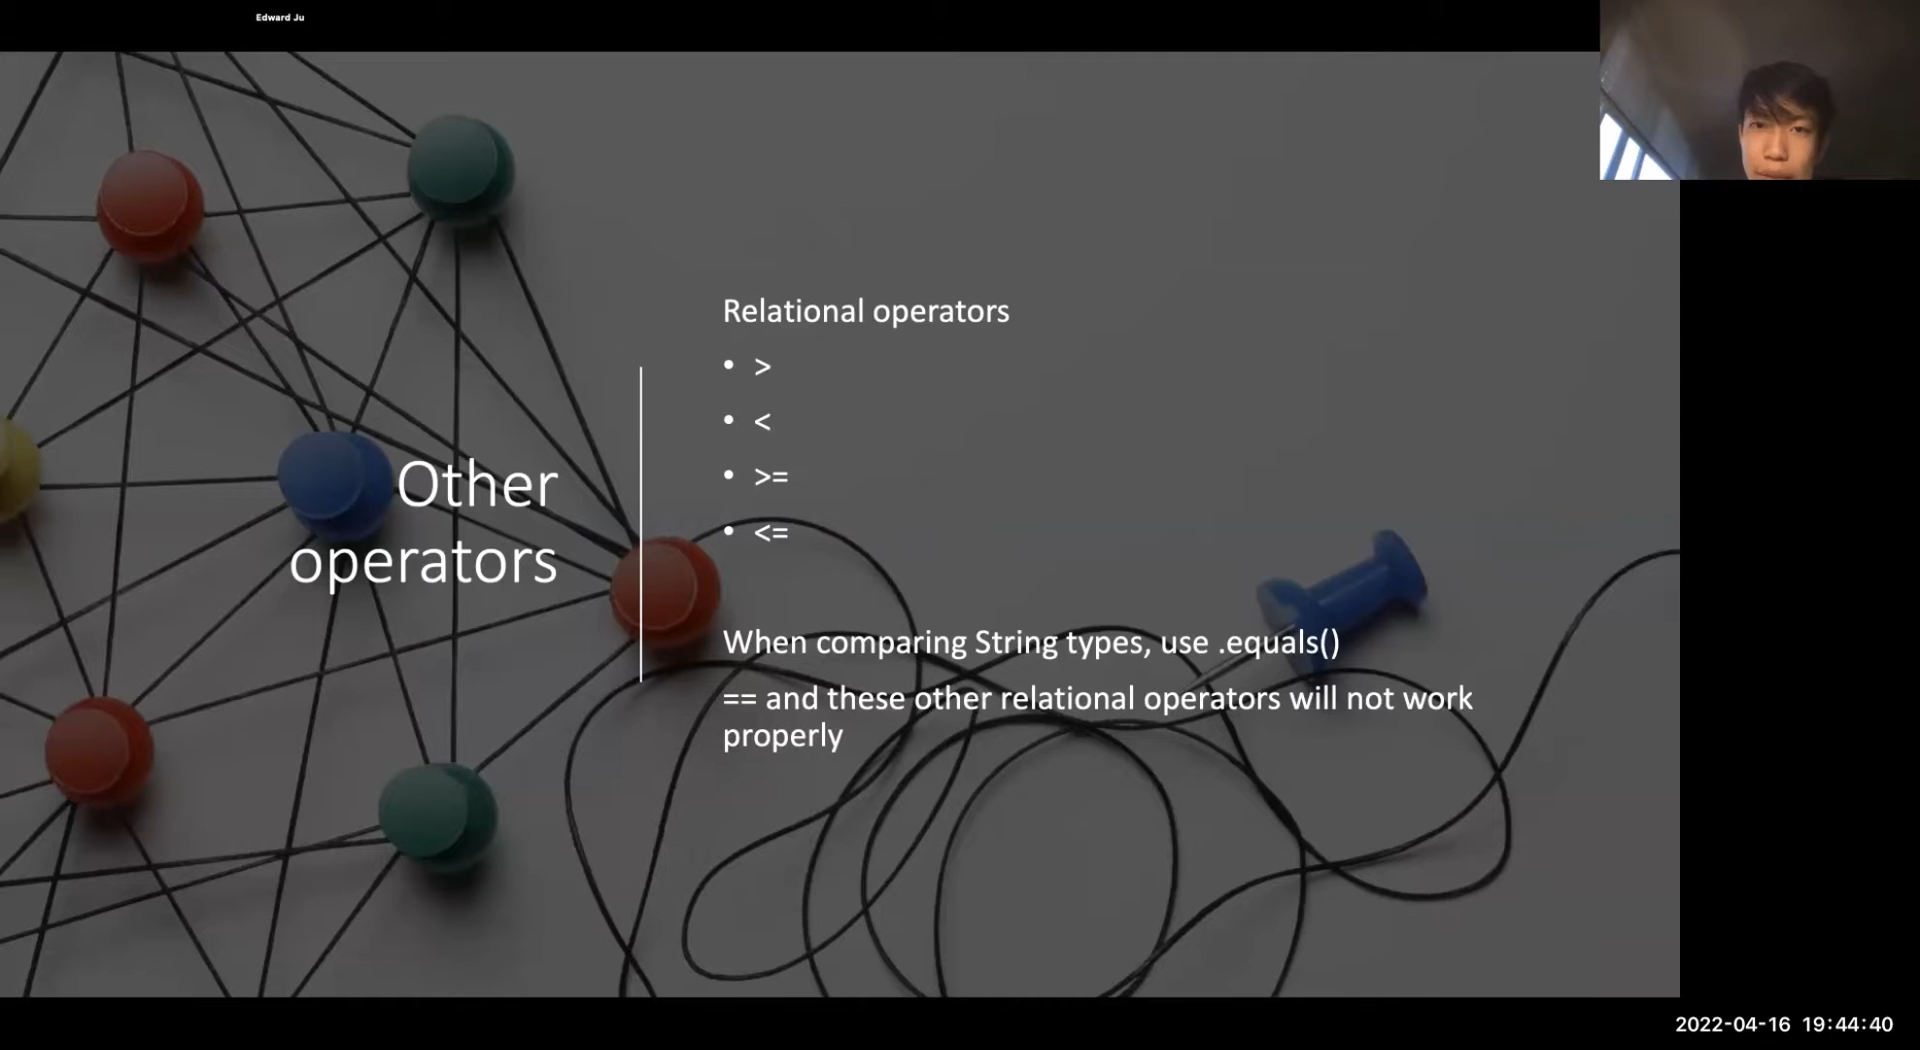 Edward Ju
Other
operators
Relational operators
• >
• <
• >=
• <=
When comparing String types, use .equals()
== and these other relational operators will not work
properly
2022-04-16 19:44:40